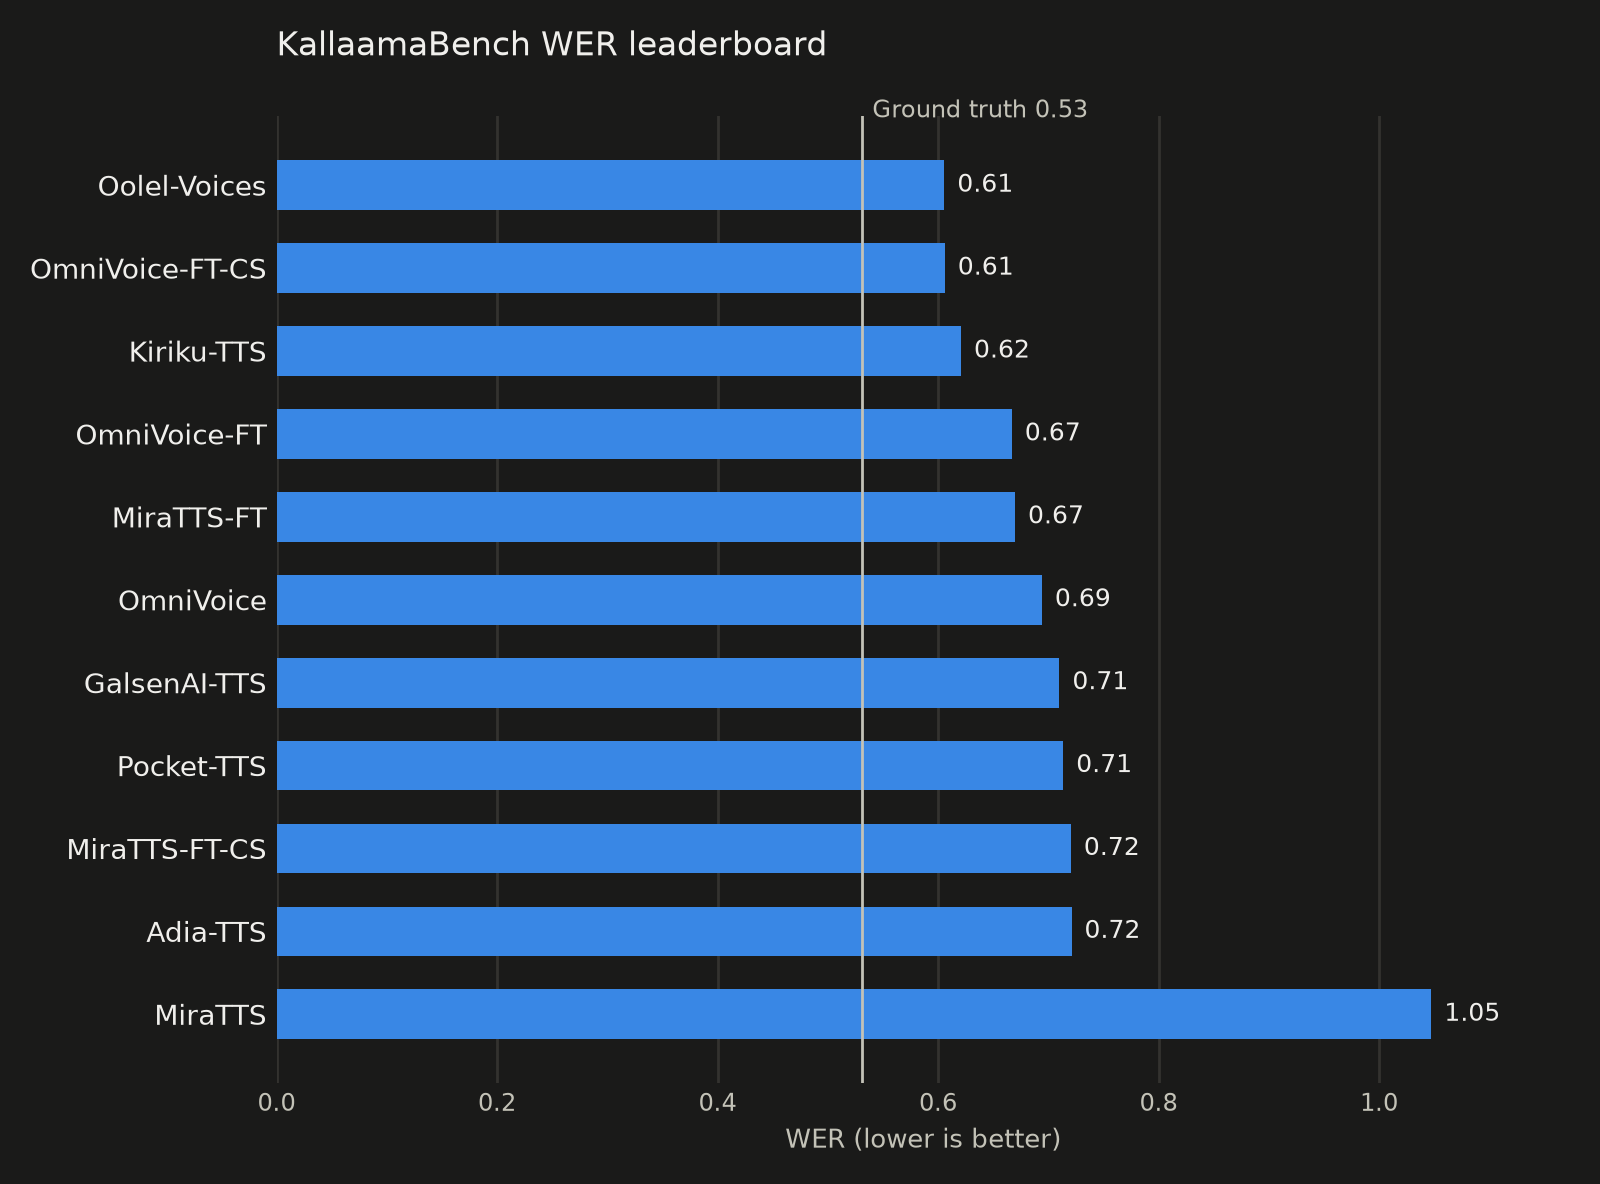 KallaamaBench WER leaderboard
Ground truth 0.53
Oolel-Voices 0.61
OmniVoice-FT-CS 0.61
Kiriku-TTS 0.62
OmniVoice-FT 0.67
MiraTTS-FT 0.67
OmniVoice 0.69
GalsenAI-TTS 0.71
Pocket-TTS 0.71
MiraTTS-FT-CS 0.72
Adia-TTS 0.72
MiraTTS 1.05
0.0 0.2 0.4 0.6 0.8 1.0
WER (lower is better)